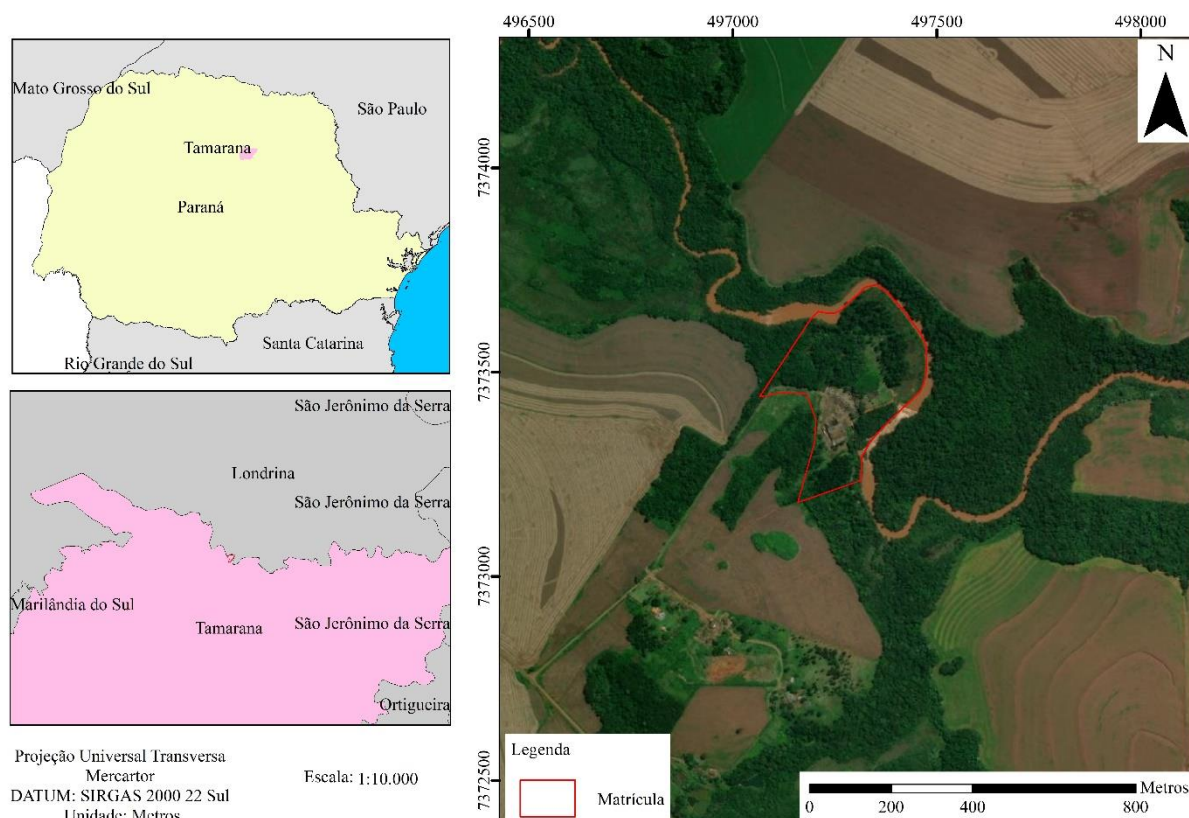 Mato Grosso do Sul
São Paulo
Tamarana
Paraná
Santa Catarina
Rio Grande do Sul
São Jerônimo da Serra
Londrina
São Jerônimo da Serra
Marilândia do Sul
Tamarana
São Jerônimo da Serra
Ortigueira
Projeção Universal Transversa
Mercartor
DATUM: SIRGAS 2000 22 Sul
Unidade: Metros
Escala: 1:10.000
496500 497000 497500 498000
7374000
7373500
7373000
7372500
N
Legenda
Matrícula
Metros
0 200 400 800